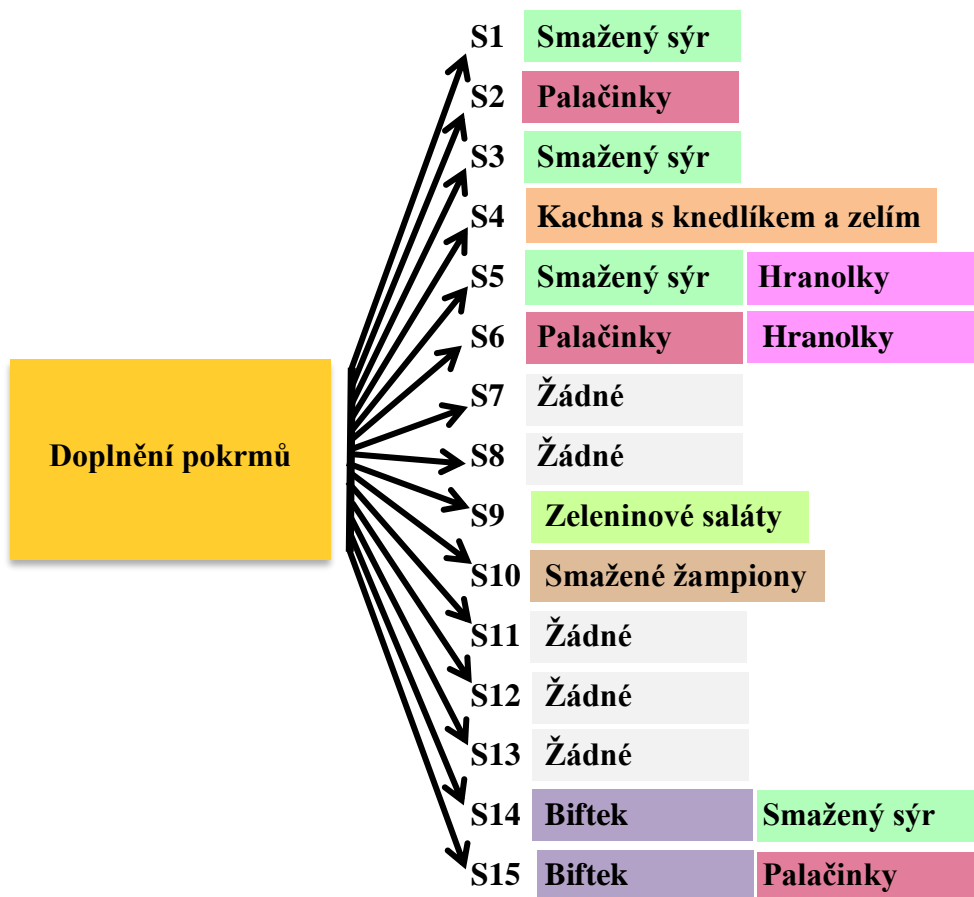 S1 Smažený sýr
S2 Palačinky
S3 Smažený sýr
S4 Kachna s knedlíkem a zelím
S5 Smažený sýr Hranolky
S6 Palačinky Hranolky
S7 Žádné
Doplnění pokrmů
S8 Žádné
S9 Zeleninové saláty
S10 Smažené žampiony
S11 Žádné
S12 Žádné
S13 Žádné
S14 Biftek Smažený sýr
S15 Biftek Palačinky